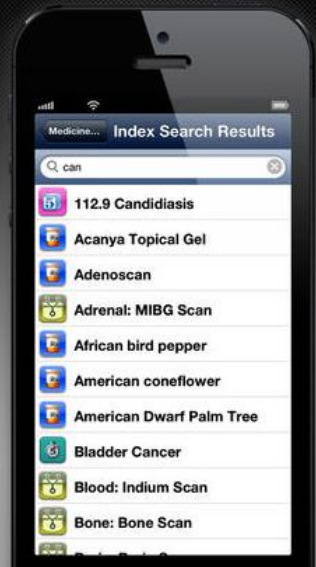 Medicine... Index Search Results
can
112.9 Candidiasis
Acanya Topical Gel
Adenoscan
Adrenal: MIBG Scan
African bird pepper
American coneflower
American Dwarf Palm Tree
Bladder Cancer
Blood: Indium Scan
Bone: Bone Scan